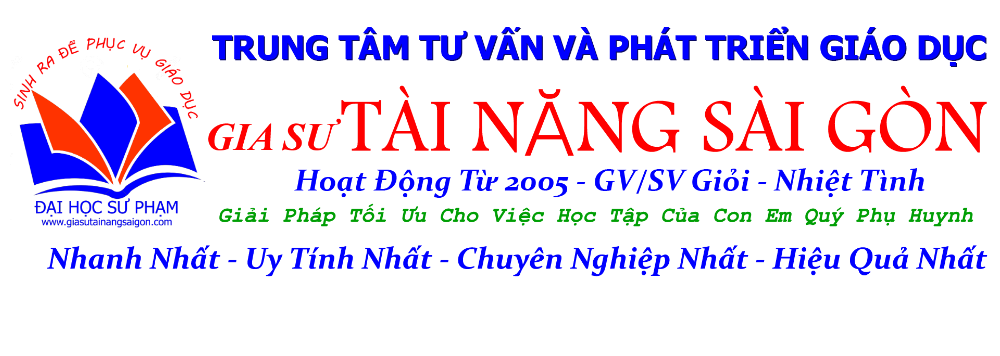 SINH RA ĐỂ PHỤC VỤ GIÁO DỤC
ĐẠI HỌC SƯ PHẠM
www.giasutainangsaigon.com
TRUNG TÂM TƯ VẤN VÀ PHÁT TRIỂN GIÁO DỤC
GIA SƯ TÀI NẶNG SÀI GÒN
Hoạt Động Từ 2005 - GV/SV Giỏi - Nhiệt Tình
Giải Pháp Tối Ưu Cho Việc Học Tập Của Con Em Quý Phụ Huynh
Nhanh Nhất - Uy Tính Nhất - Chuyên Nghiệp Nhất - Hiệu Quả Nhất